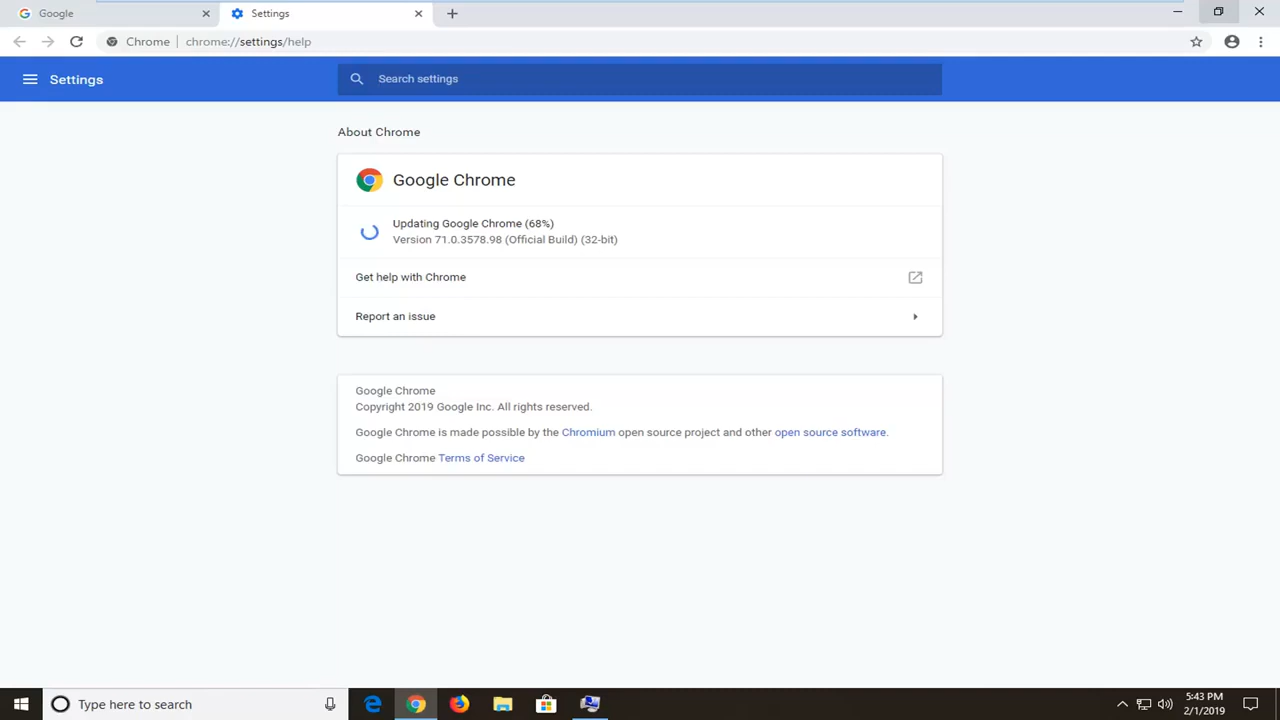 Google
Settings
Chrome
chrome://settings/help
Settings
Search settings
About Chrome
Google Chrome
Updating Google Chrome (68%)
Version 71.0.3578.98 (Official Build) (32-bit)
Get help with Chrome
Report an issue
Google Chrome
Copyright 2019 Google Inc. All rights reserved.
Google Chrome is made possible by the Chromium open source project and other open source software.
Google Chrome Terms of Service
Type here to search
5:43 PM
2/1/2019